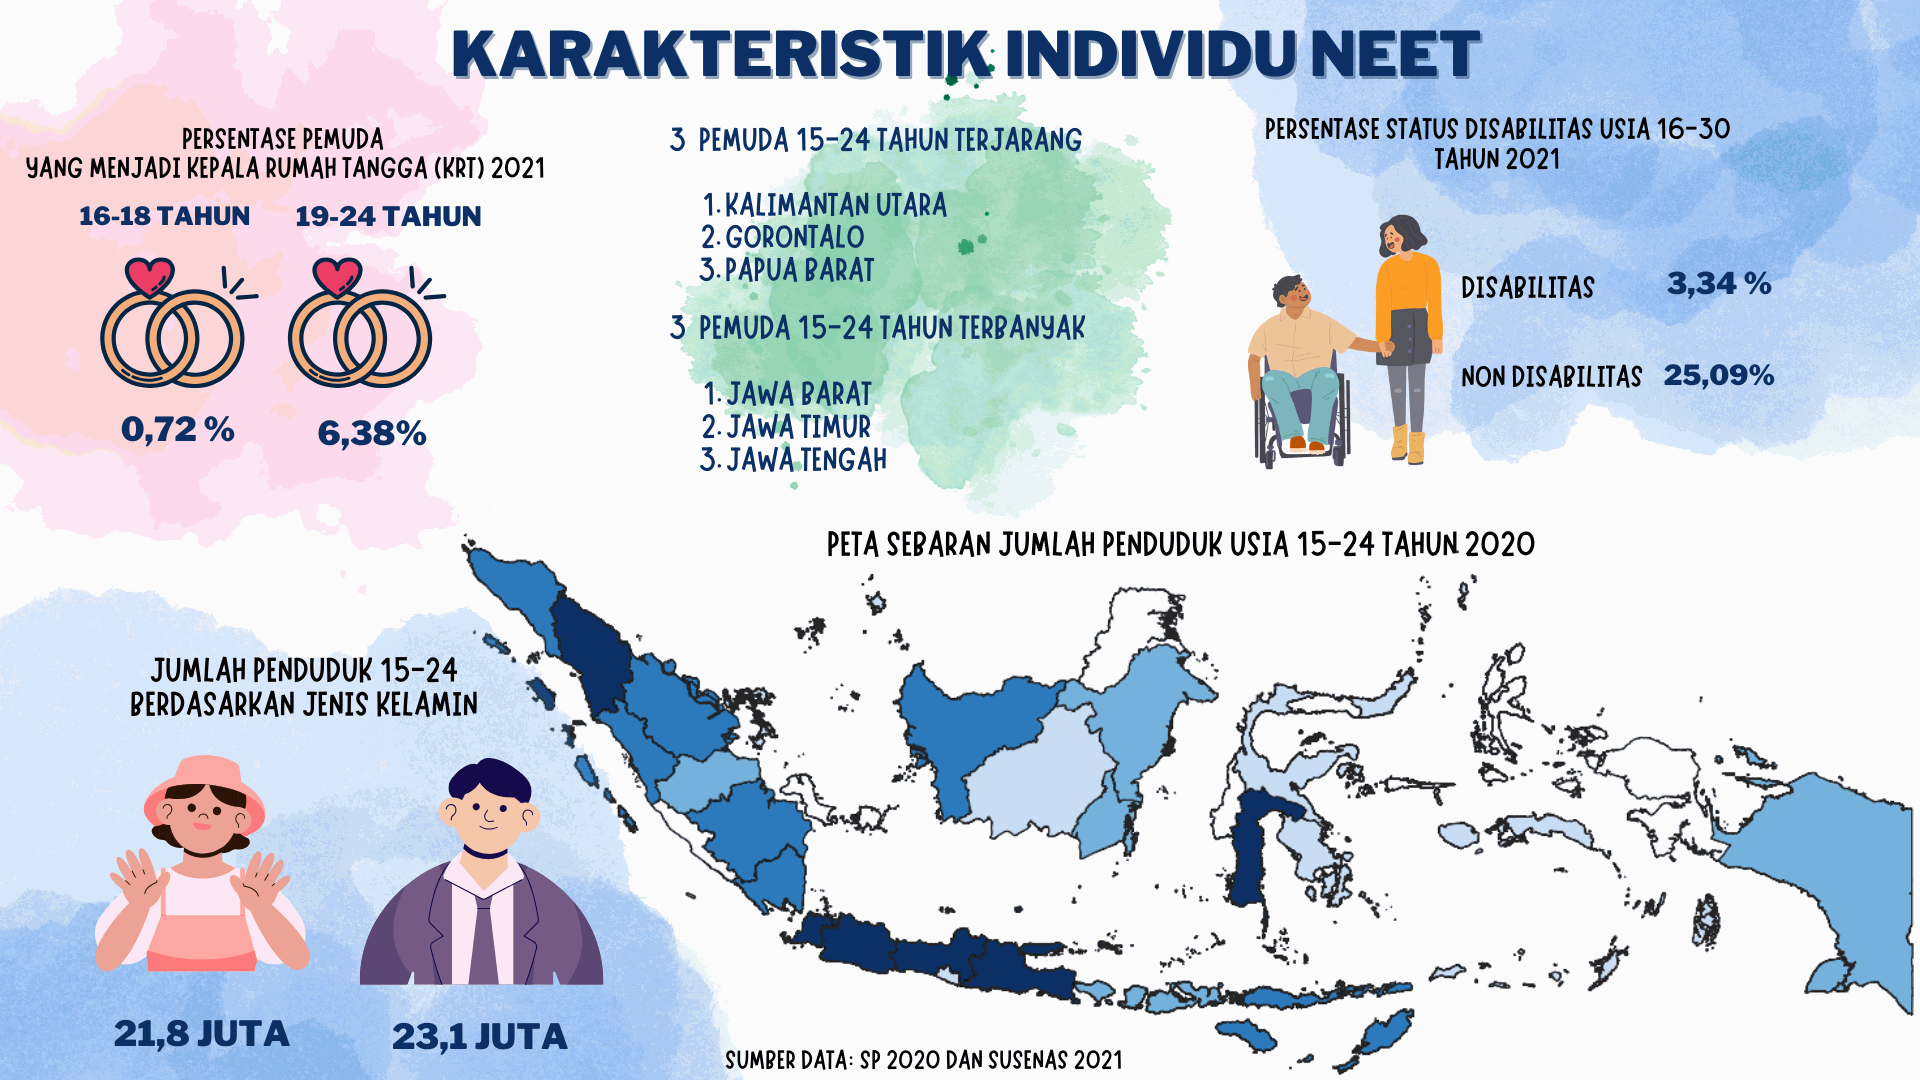 KARAKTERISTIK INDIVIDU NEET
PERSENTASE PEMUDA
YANG MENJADI KEPALA RUMAH TANGGA (KRT) 2021
16-18 TAHUN
19-24 TAHUN
0,72 %
6,38%
3 PEMUDA 15-24 TAHUN TERJARANG
1. KALIMANTAN UTARA
2. GORONTALO
3. PAPUA BARAT
3 PEMUDA 15-24 TAHUN TERBANYAK
1. JAWA BARAT
2. JAWA TIMUR
3. JAWA TENGAH
PERSENTASE STATUS DISABILITAS USIA 16-30
TAHUN 2021
DISABILITAS 3,34 %
NON DISABILITAS 25,09%
PETA SEBARAN JUMLAH PENDUDUK USIA 15-24 TAHUN 2020
JUMLAH PENDUDUK 15-24
BERDASARKAN JENIS KELAMIN
21,8 JUTA
23,1 JUTA
SUMBER DATA: SP 2020 DAN SUSENAS 2021